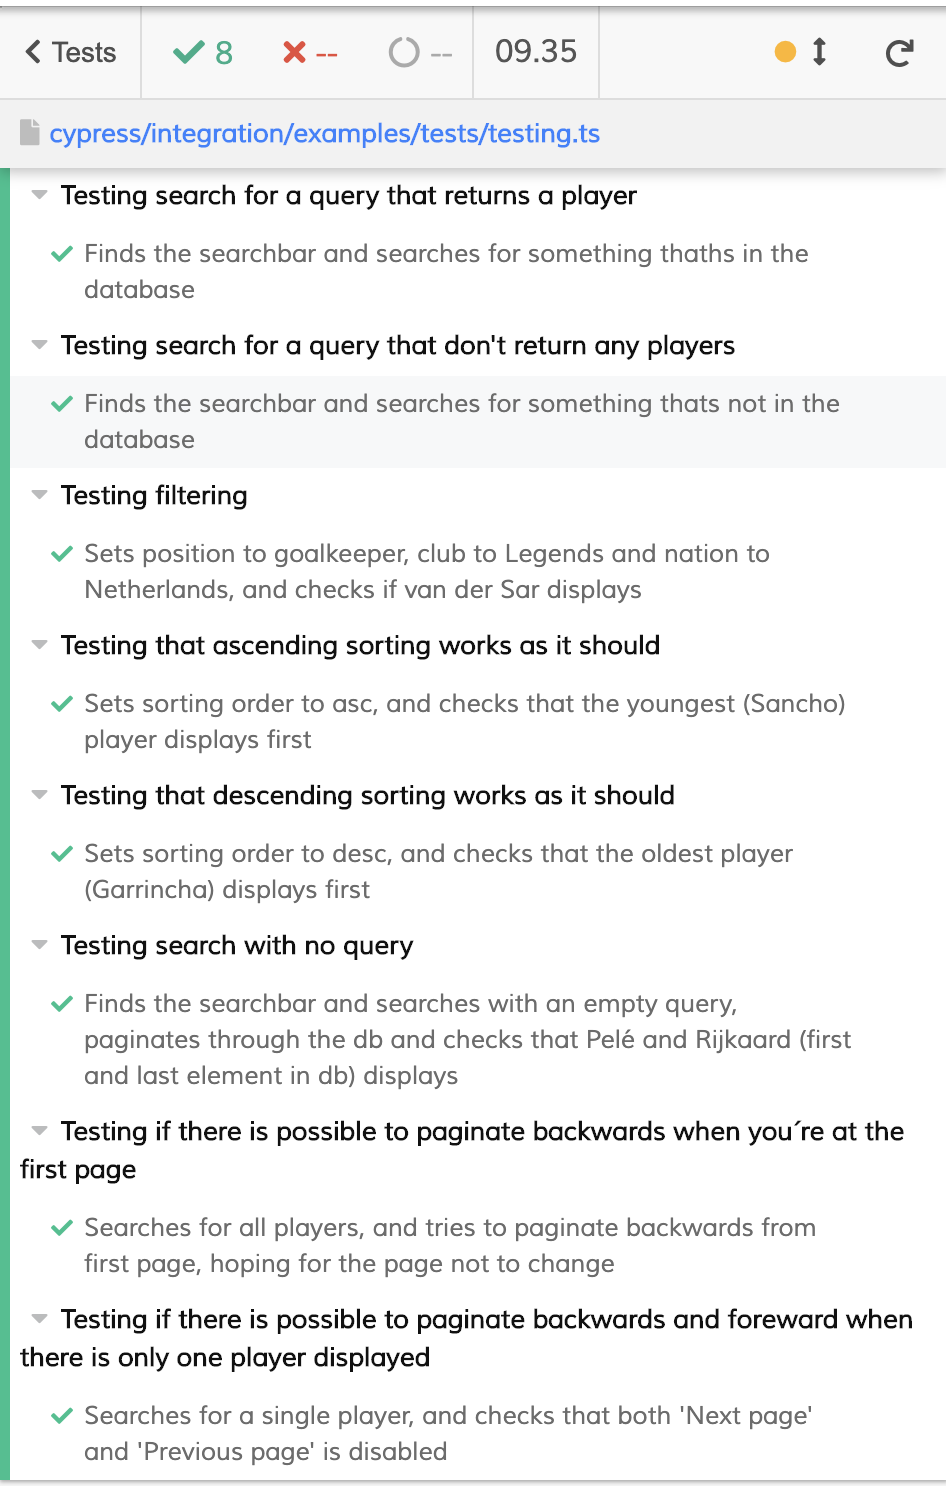 Tests 8 -- -- 09.35
cypress/integration/examples/tests/testing.ts
Testing search for a query that returns a player
Finds the searchbar and searches for something thaths in the
database
Testing search for a query that don't return any players
Finds the searchbar and searches for something thats not in the
database
Testing filtering
Sets position to goalkeeper, club to Legends and nation to
Netherlands, and checks if van der Sar displays
Testing that ascending sorting works as it should
Sets sorting order to asc, and checks that the youngest (Sancho)
player displays first
Testing that descending sorting works as it should
Sets sorting order to desc, and checks that the oldest player
(Garrincha) displays first
Testing search with no query
Finds the searchbar and searches with an empty query,
paginates through the db and checks that Pelé and Rijkaard (first
and last element in db) displays
Testing if there is possible to paginate backwards when you´re at the
first page
Searches for all players, and tries to paginate backwards from
first page, hoping for the page not to change
Testing if there is possible to paginate backwards and foreward when
there is only one player displayed
Searches for a single player, and checks that both 'Next page'
and 'Previous page' is disabled